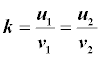 k = u₁/v₁ = u₂/v₂